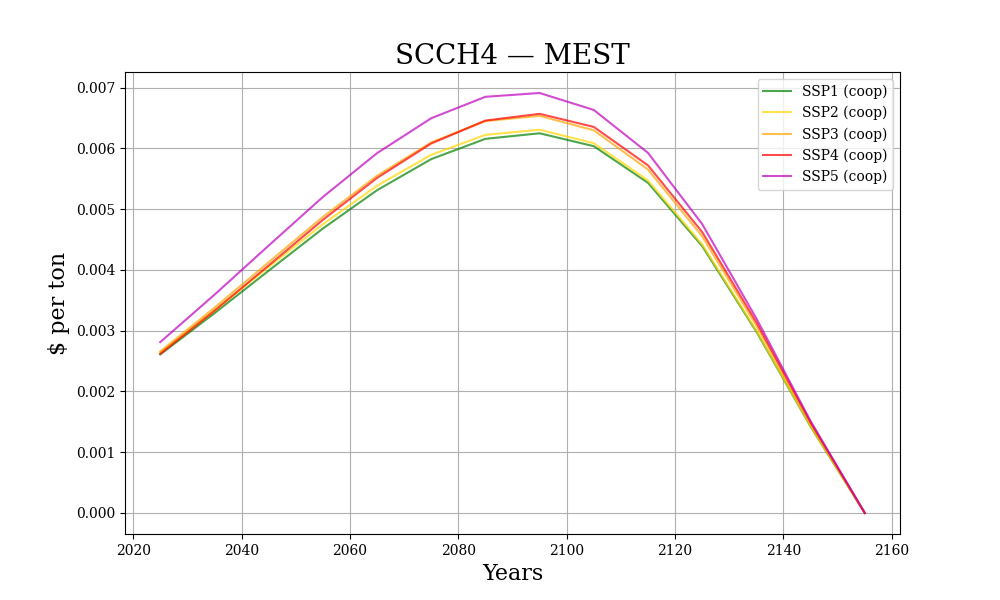 SCCH4 — MEST
0.007
0.006
0.005
0.004
0.003
0.002
0.001
0.000
$ per ton
SSP1 (coop)
SSP2 (coop)
SSP3 (coop)
SSP4 (coop)
SSP5 (coop)
2020 2040 2060 2080 2100 2120 2140 2160
Years